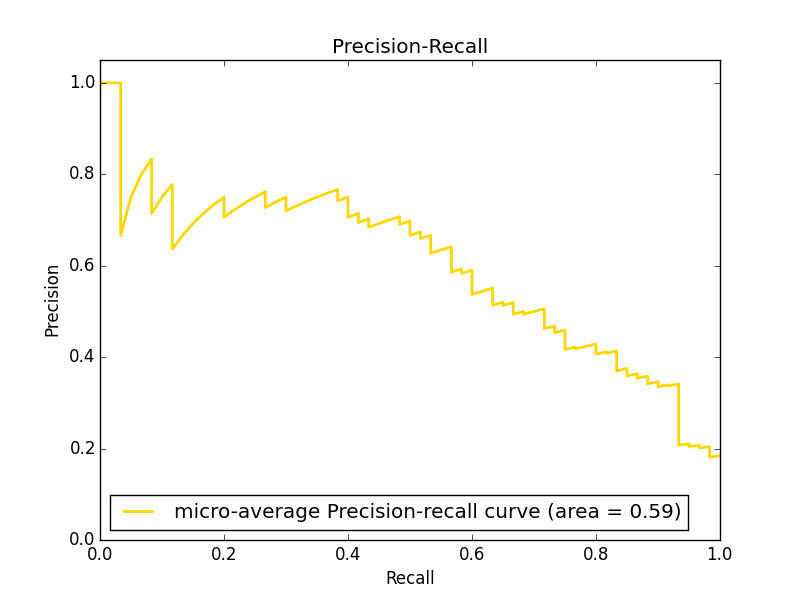 Precision-Recall
1.0
0.8
0.6
0.4
0.2
0.0
Precision
micro-average Precision-recall curve (area = 0.59)
0.0 0.2 0.4 0.6 0.8 1.0
Recall